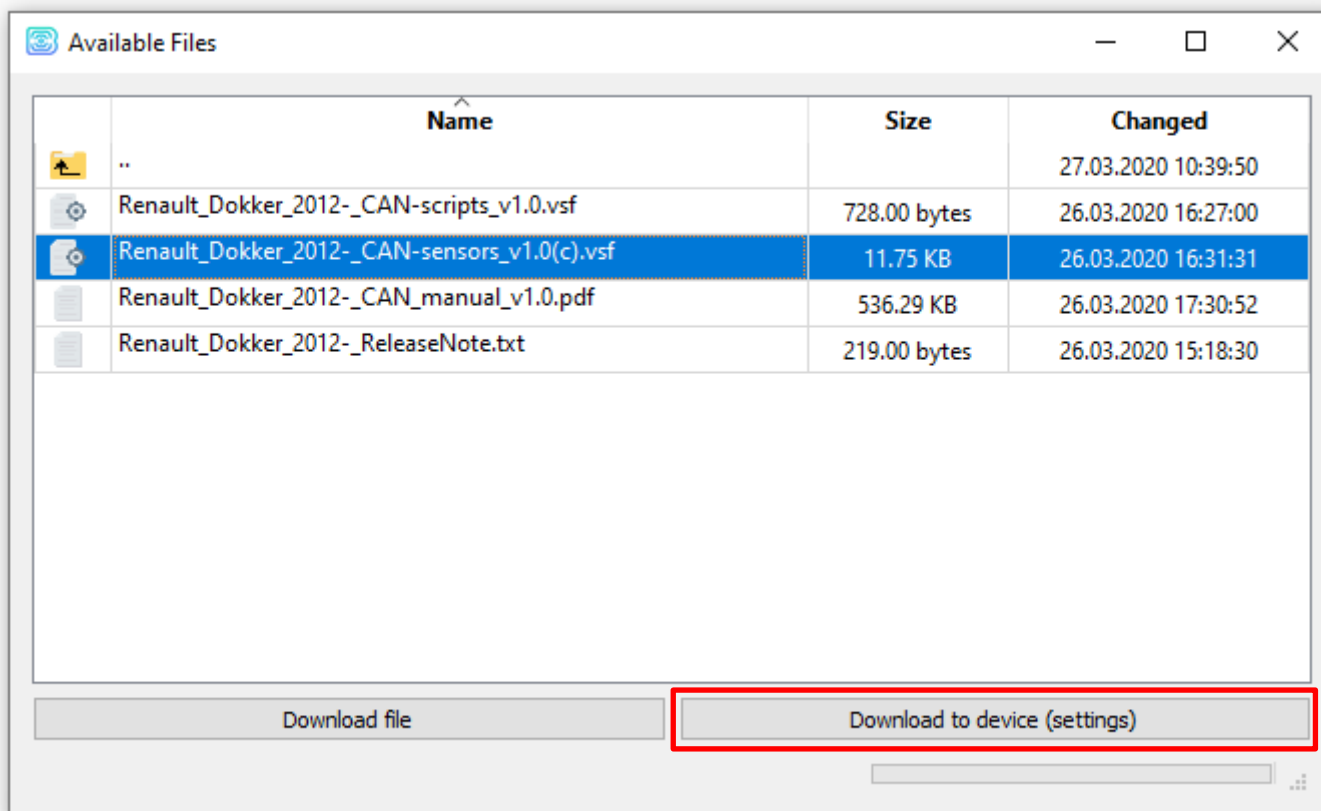 Available Files
Name Size Changed
.. 27.03.2020 10:39:50
Renault_Dokker_2012-_CAN-scripts_v1.0.vsf 728.00 bytes 26.03.2020 16:27:00
Renault_Dokker_2012-_CAN-sensors_v1.0(c).vsf 11.75 KB 26.03.2020 16:31:31
Renault_Dokker_2012-_CAN_manual_v1.0.pdf 536.29 KB 26.03.2020 17:30:52
Renault_Dokker_2012-_ReleaseNote.txt 219.00 bytes 26.03.2020 15:18:30
Download file Download to device (settings)